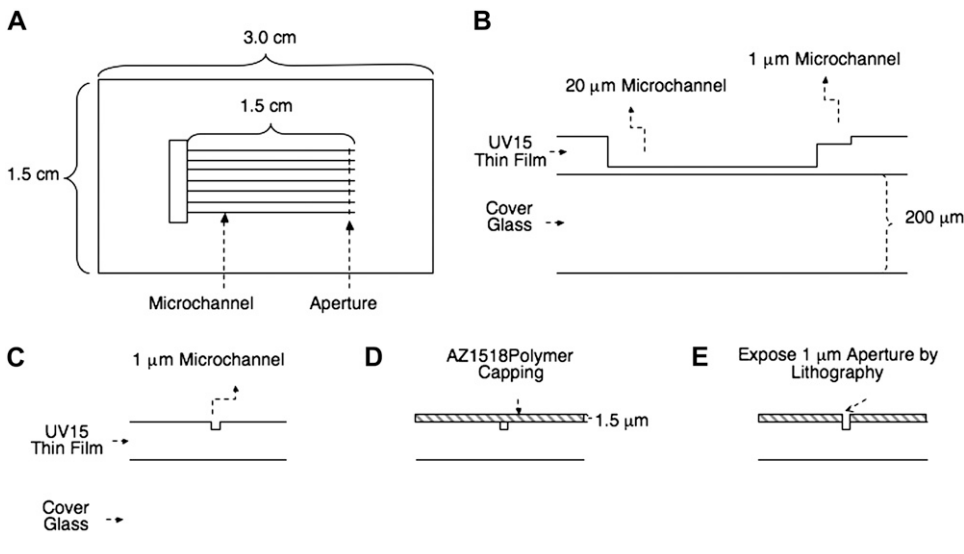 A
3.0 cm
1.5 cm
1.5 cm
Microchannel
Aperture
B
1 μm Microchannel
20 μm Microchannel
UV15
Thin Film
Cover
Glass
200 μm
C
1 μm Microchannel
UV15
Thin Film
Cover
Glass
D
AZ1518Polymer
Capping
1.5 μm
E
Expose 1 μm Aperture by
Lithography